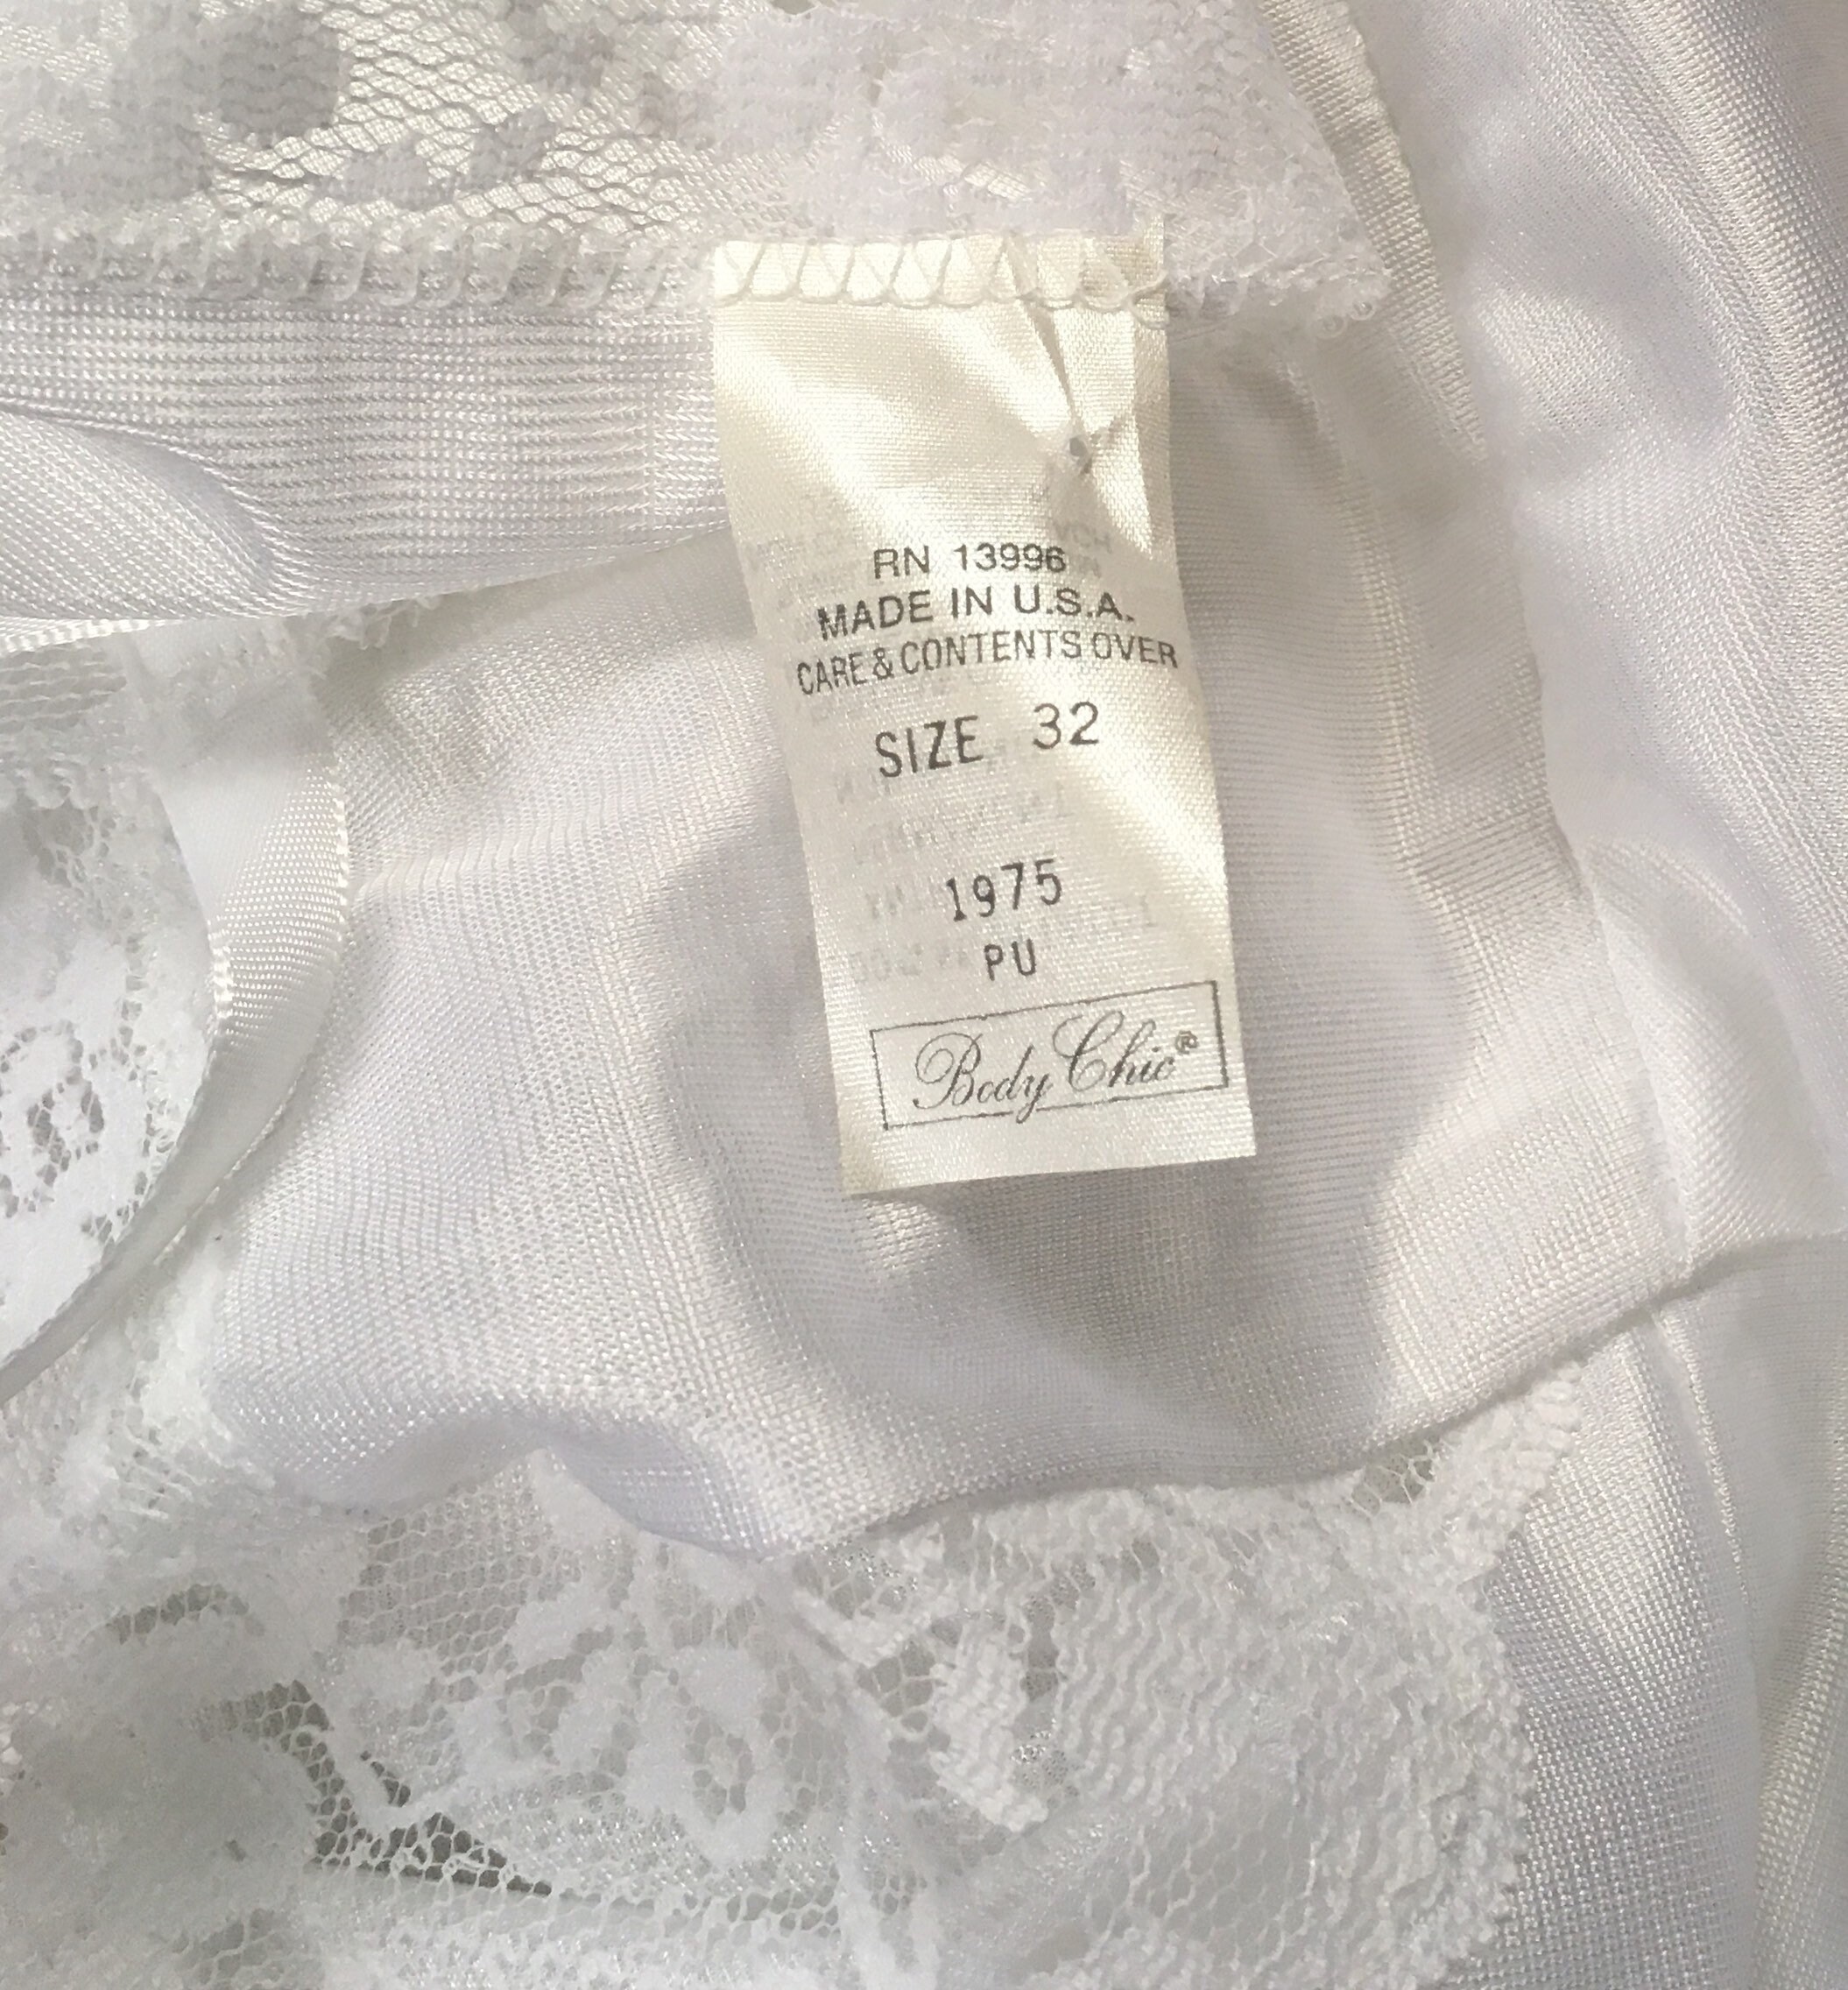 RN 13996
MADE IN U.S.A.
CARE & CONTENTS OVER
SIZE 32
1975
PU
Body Chic®